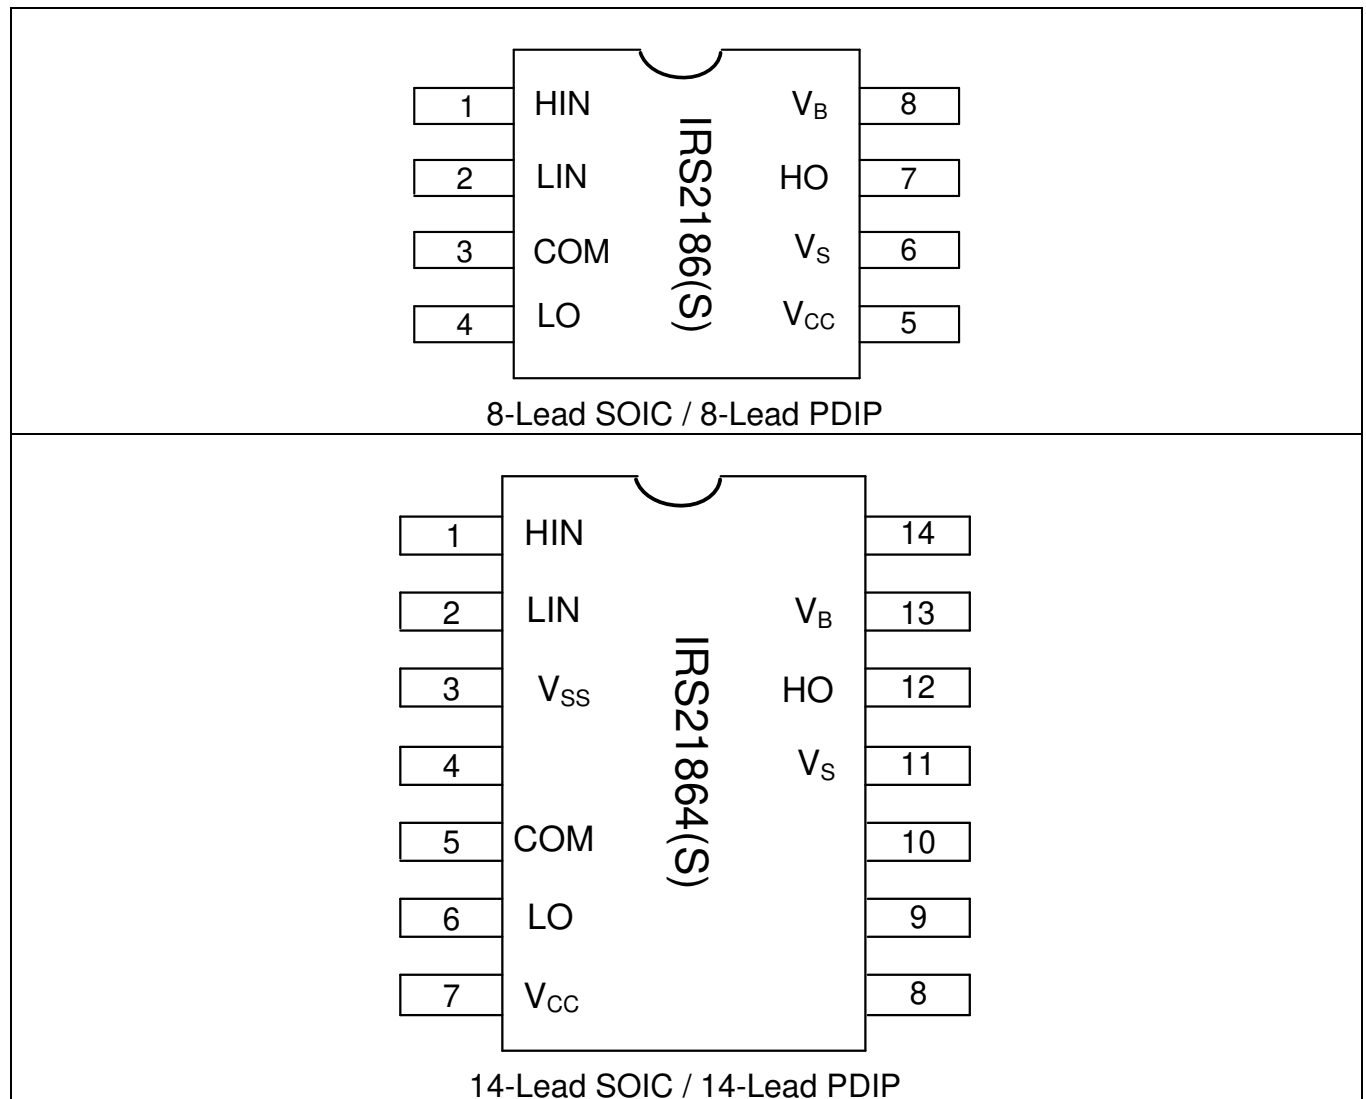 1 HIN V_B 8
2 LIN HO 7
3 COM V_S 6
4 LO V_CC 5
IRS2186(S)
8-Lead SOIC / 8-Lead PDIP
1 HIN 14
2 LIN V_B 13
3 V_SS HO 12
4 V_S 11
5 COM 10
6 LO 9
7 V_CC 8
IRS21864(S)
14-Lead SOIC / 14-Lead PDIP